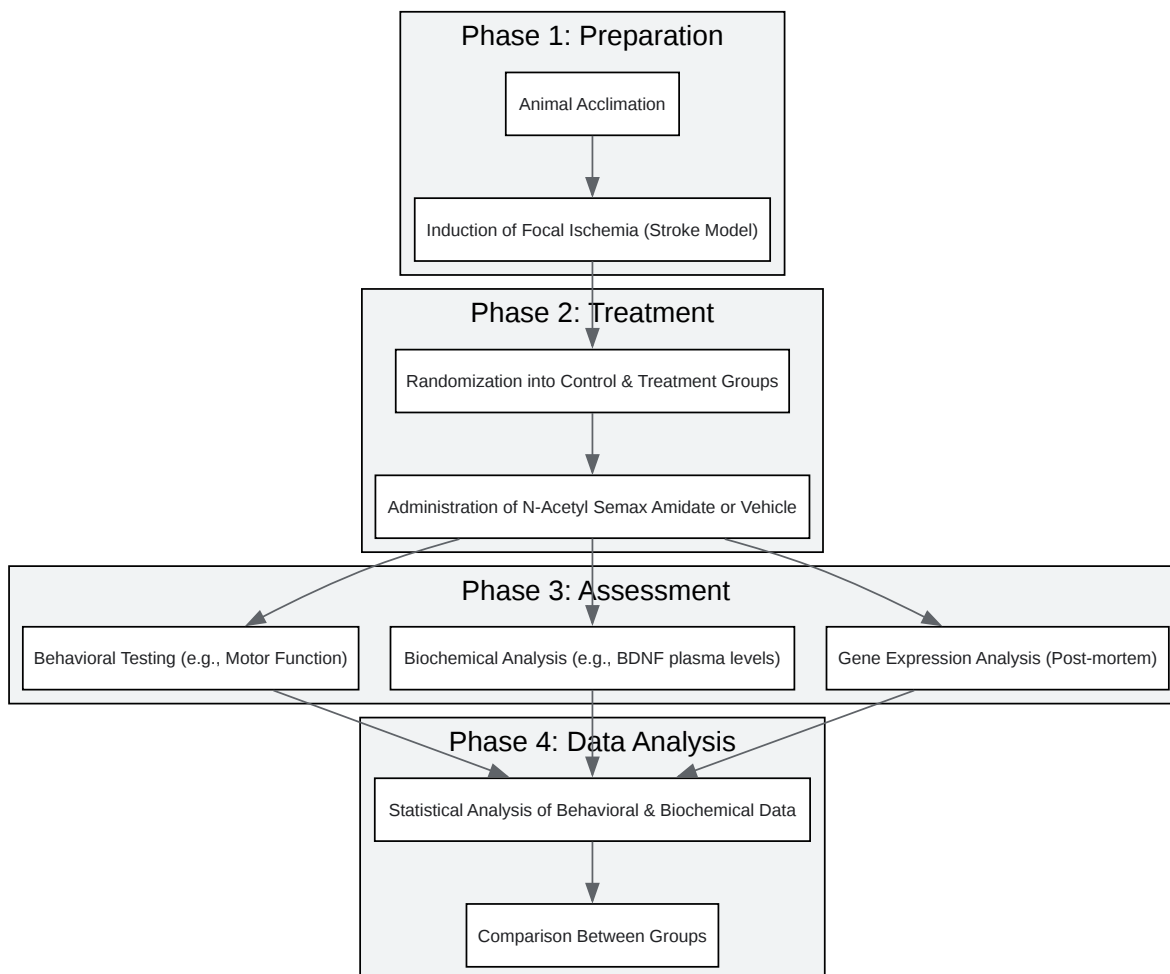 Phase 1: Preparation
Animal Acclimation
Induction of Focal Ischemia (Stroke Model)
Phase 2: Treatment
Randomization into Control & Treatment Groups
Administration of N-Acetyl Semax Amidate or Vehicle
Phase 3: Assessment
Behavioral Testing (e.g., Motor Function)
Biochemical Analysis (e.g., BDNF plasma levels)
Gene Expression Analysis (Post-mortem)
Phase 4: Data Analysis
Statistical Analysis of Behavioral & Biochemical Data
Comparison Between Groups